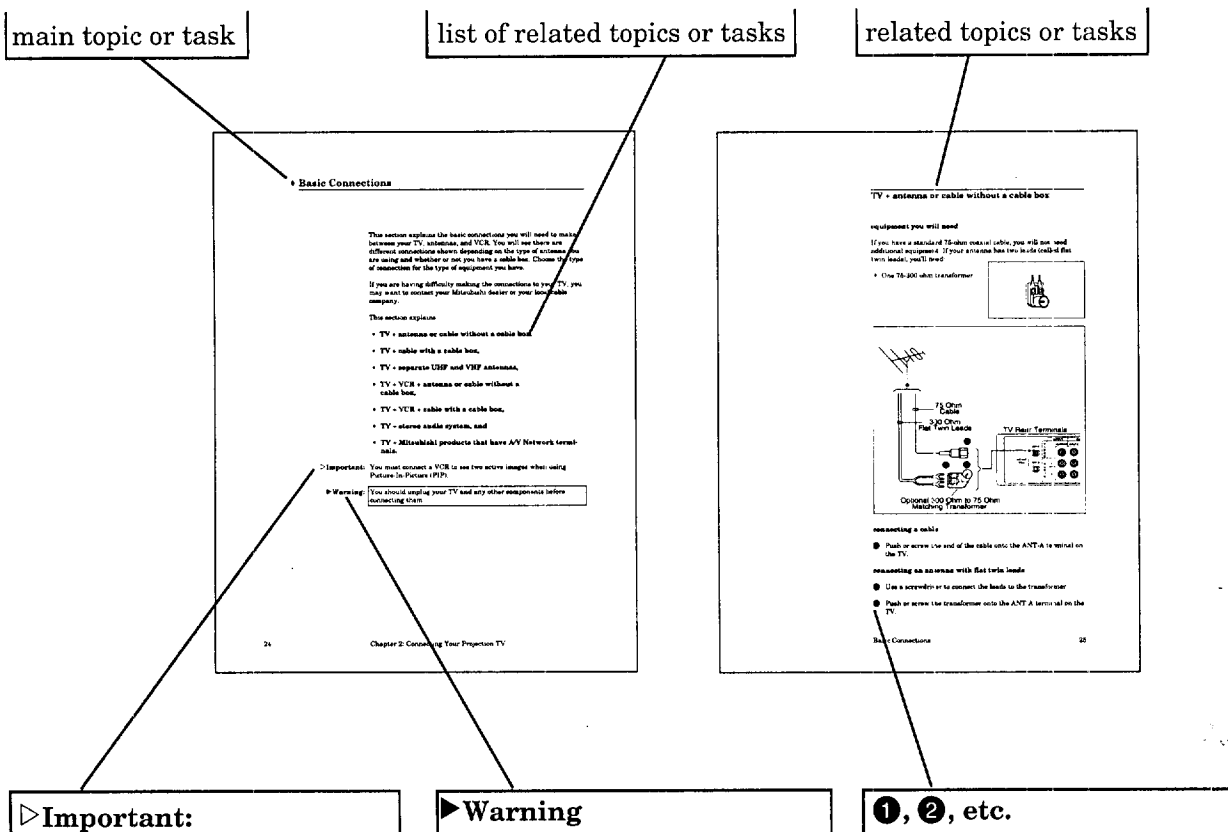 main topic or task
list of related topics or tasks
related topics or tasks
♦ Basic Connections
This section explains the basic connections you will need to make
between your TV, antennas, and VCR. You will see there are
different connections shown depending on the type of antenna you
are using and whether or not you have a cable box. Choose the type
of connection for the type of equipment you have.
If you are having difficulty making the connections to your TV, you
may want to contact your Mitsubishi dealer or your local cable
company.
This section explains
• TV + antenna or cable without a cable box,
• TV + cable with a cable box,
• TV + separate UHF and VHF antennas,
• TV + VCR + antenna or cable without a
cable box,
• TV + VCR + cable with a cable box,
• TV + stereo audio system, and
• TV + Mitsubishi products that have A/V Network termi-
nals.
▷Important: You must connect a VCR to see two active images when using
Picture-In-Picture (PIP).
▶Warning: You should unplug your TV and any other components before
connecting them
24 Chapter 2: Connecting Your Projection TV
TV + antenna or cable without a cable box
equipment you will need
If you have a standard 75-ohm coaxial cable, you will not need
additional equipment. If your antenna has two leads (called flat
twin leads), you'll need
• One 75-300 ohm transformer
75 Ohm
Cable
300 Ohm
Flat Twin Leads
TV Rear Terminals
Optional 300 Ohm to 75 Ohm
Matching Transformer
connecting a cable
● Push or screw the end of the cable onto the ANT-A terminal on
the TV.
connecting an antenna with flat twin leads
● Use a screwdriver to connect the leads to the transformer
● Push or screw the transformer onto the ANT A terminal on the
TV.
Basic Connections 25
▷Important:
▶Warning
❶, ❷, etc.